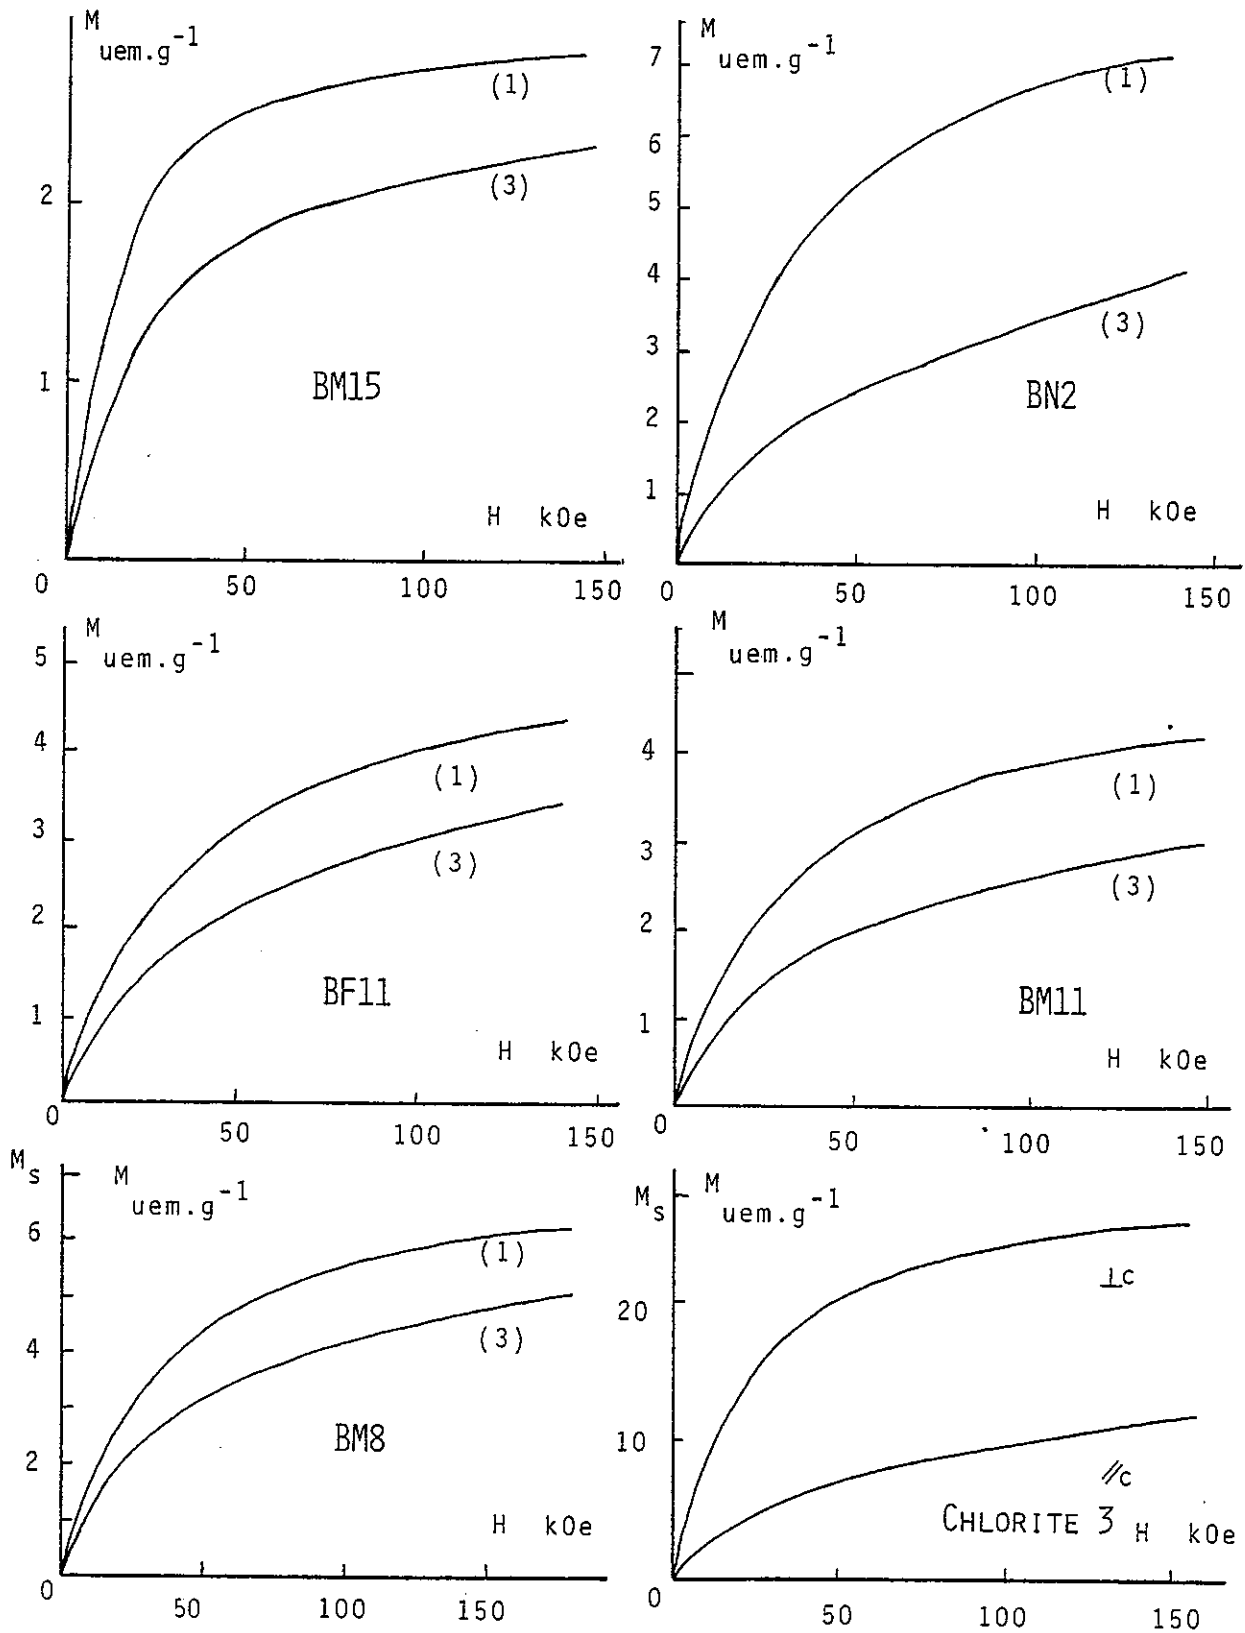 M
uem.g-1
(1)
2
(3)
1
BM15
H kOe
0 50 100 150
M
uem.g-1
7
(1)
6
5
4
(3)
3
BN2
2
1
H kOe
0 50 100 150
M
uem.g-1
5
4
(1)
3
(3)
2
BF11
1
H kOe
0 50 100 150
M
uem.g-1
4
(1)
3
(3)
2
BM11
1
H kOe
0 50 100 150
Ms M
uem.g-1
6
(1)
4
(3)
BM8
2
H kOe
0 50 100 150
Ms M
uem.g-1
⊥c
20
10
//c
CHLORITE 3 H kOe
0 50 100 150